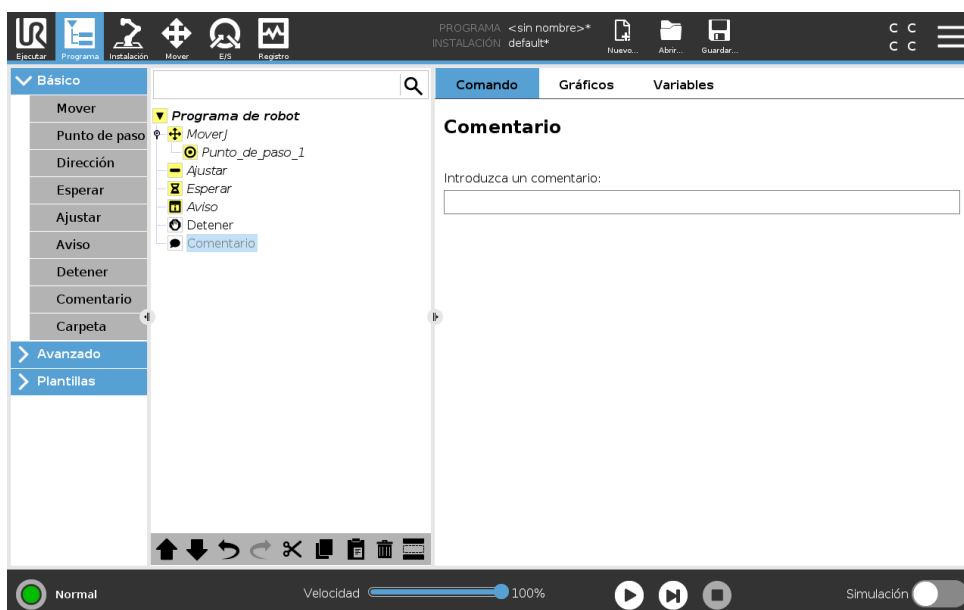 UR
Ejecutar
Programa
Instalación
Mover
E/S
Registro
PROGRAMA <sin nombre>*
INSTALACIÓN default*
Nuevo...
Abrir...
Guardar...
C C
C C
Básico
Mover
Punto de paso
Dirección
Esperar
Ajustar
Aviso
Detener
Comentario
Carpeta
Avanzado
Plantillas
Programa de robot
MoverJ
Punto_de_paso_1
Ajustar
Esperar
Aviso
Detener
Comentario
Comando
Gráficos
Variables
Comentario
Introduzca un comentario:
Normal
Velocidad
100%
Simulación